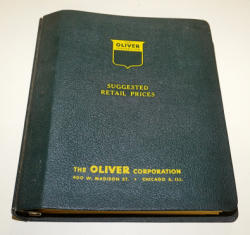 OLIVER
SUGGESTED
RETAIL PRICES
THE OLIVER CORPORATION
400 W. MADISON ST. • CHICAGO 6, ILL.